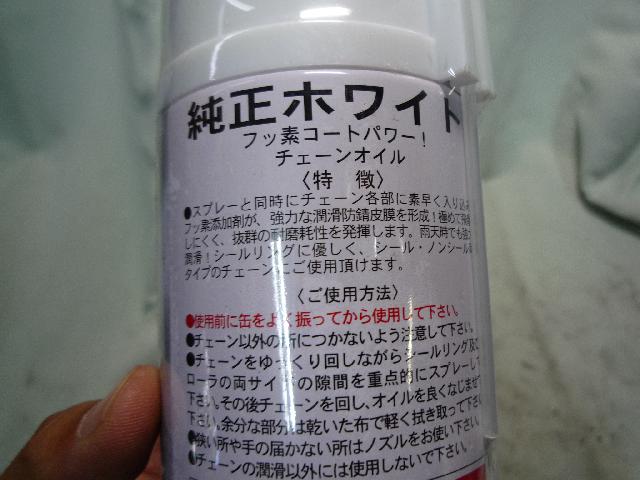 純正ホワイト
フッ素コートパワー!
チェーンオイル
〈特 徴〉
●スプレーと同時にチェーン各部に素早く入り込み
フッ素添加剤が、強力な潤滑防錆皮膜を形成!極めて飛散
しにくく、抜群の耐磨耗性を発揮します。雨天時でも強力
潤滑!シールリングに優しく、シール・ノンシール両
タイプのチェーンにご使用頂けます。
〈ご使用方法〉
●使用前に缶をよく振ってから使用して下さい。
●チェーン以外の所につかないよう注意して下さい。
●チェーンをゆっくり回しながらシールリング及び
ローラの両サイドの隙間を重点的にスプレーして
下さい。その後チェーンを回し、オイルを良くなじませて
下さい。余分な部分は乾いた布で軽く拭き取って下さい。
●狭い所や手の届かない所はノズルをお使い下さい。
●チェーンの潤滑以外には使用しないで下さい。